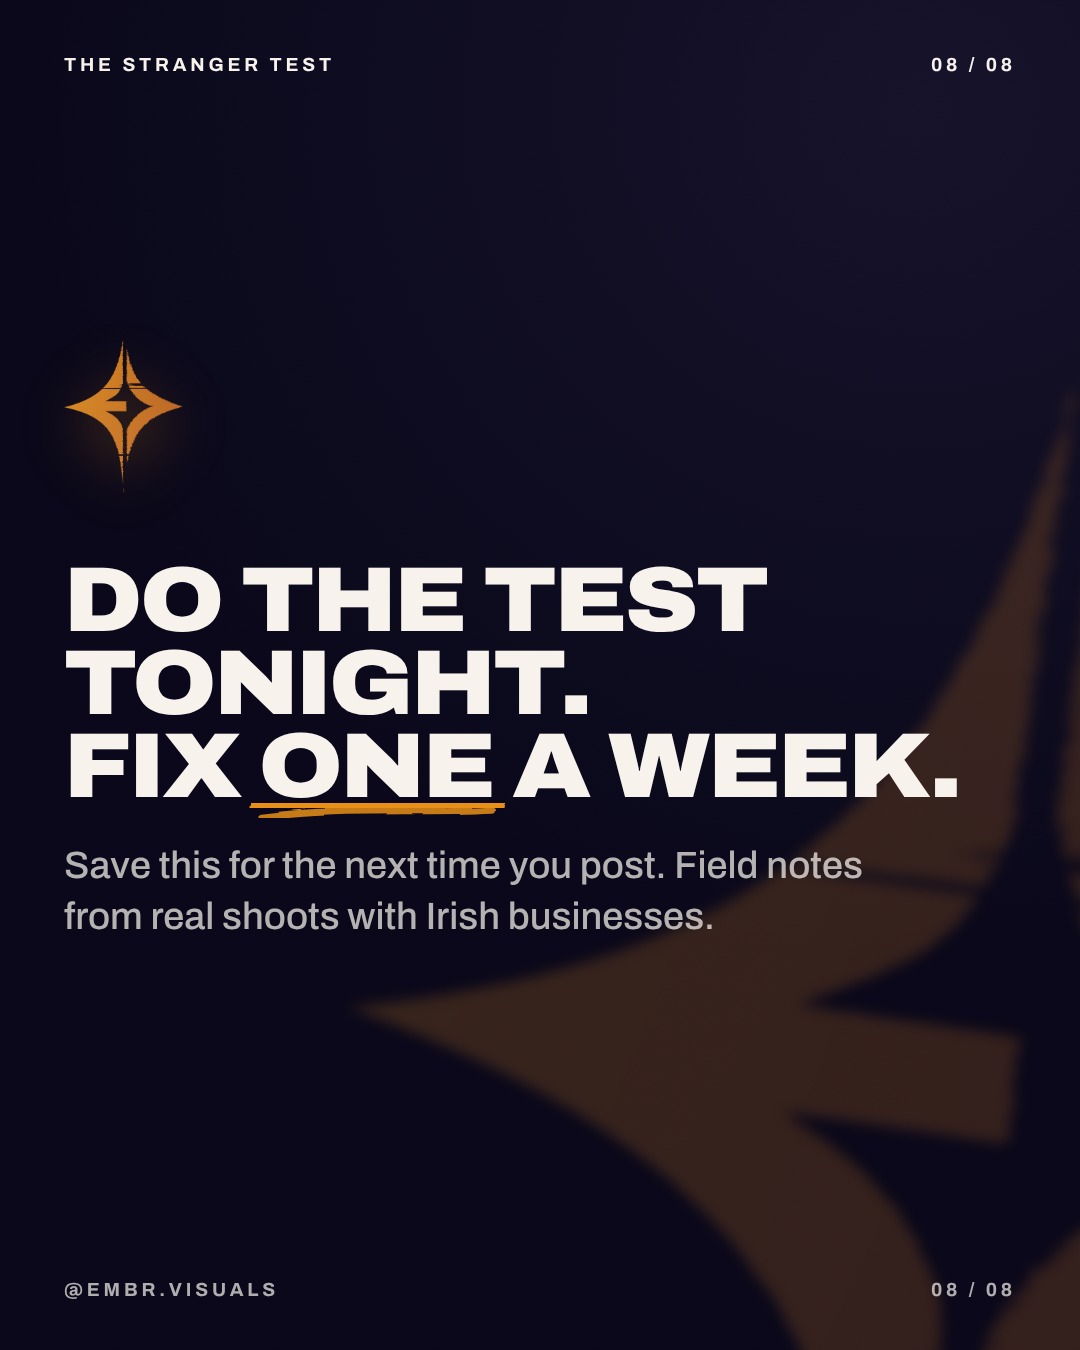 THE STRANGER TEST
08 / 08
DO THE TEST
TONIGHT.
FIX ONE A WEEK.
Save this for the next time you post. Field notes
from real shoots with Irish businesses.
@EMBR.VISUALS
08 / 08